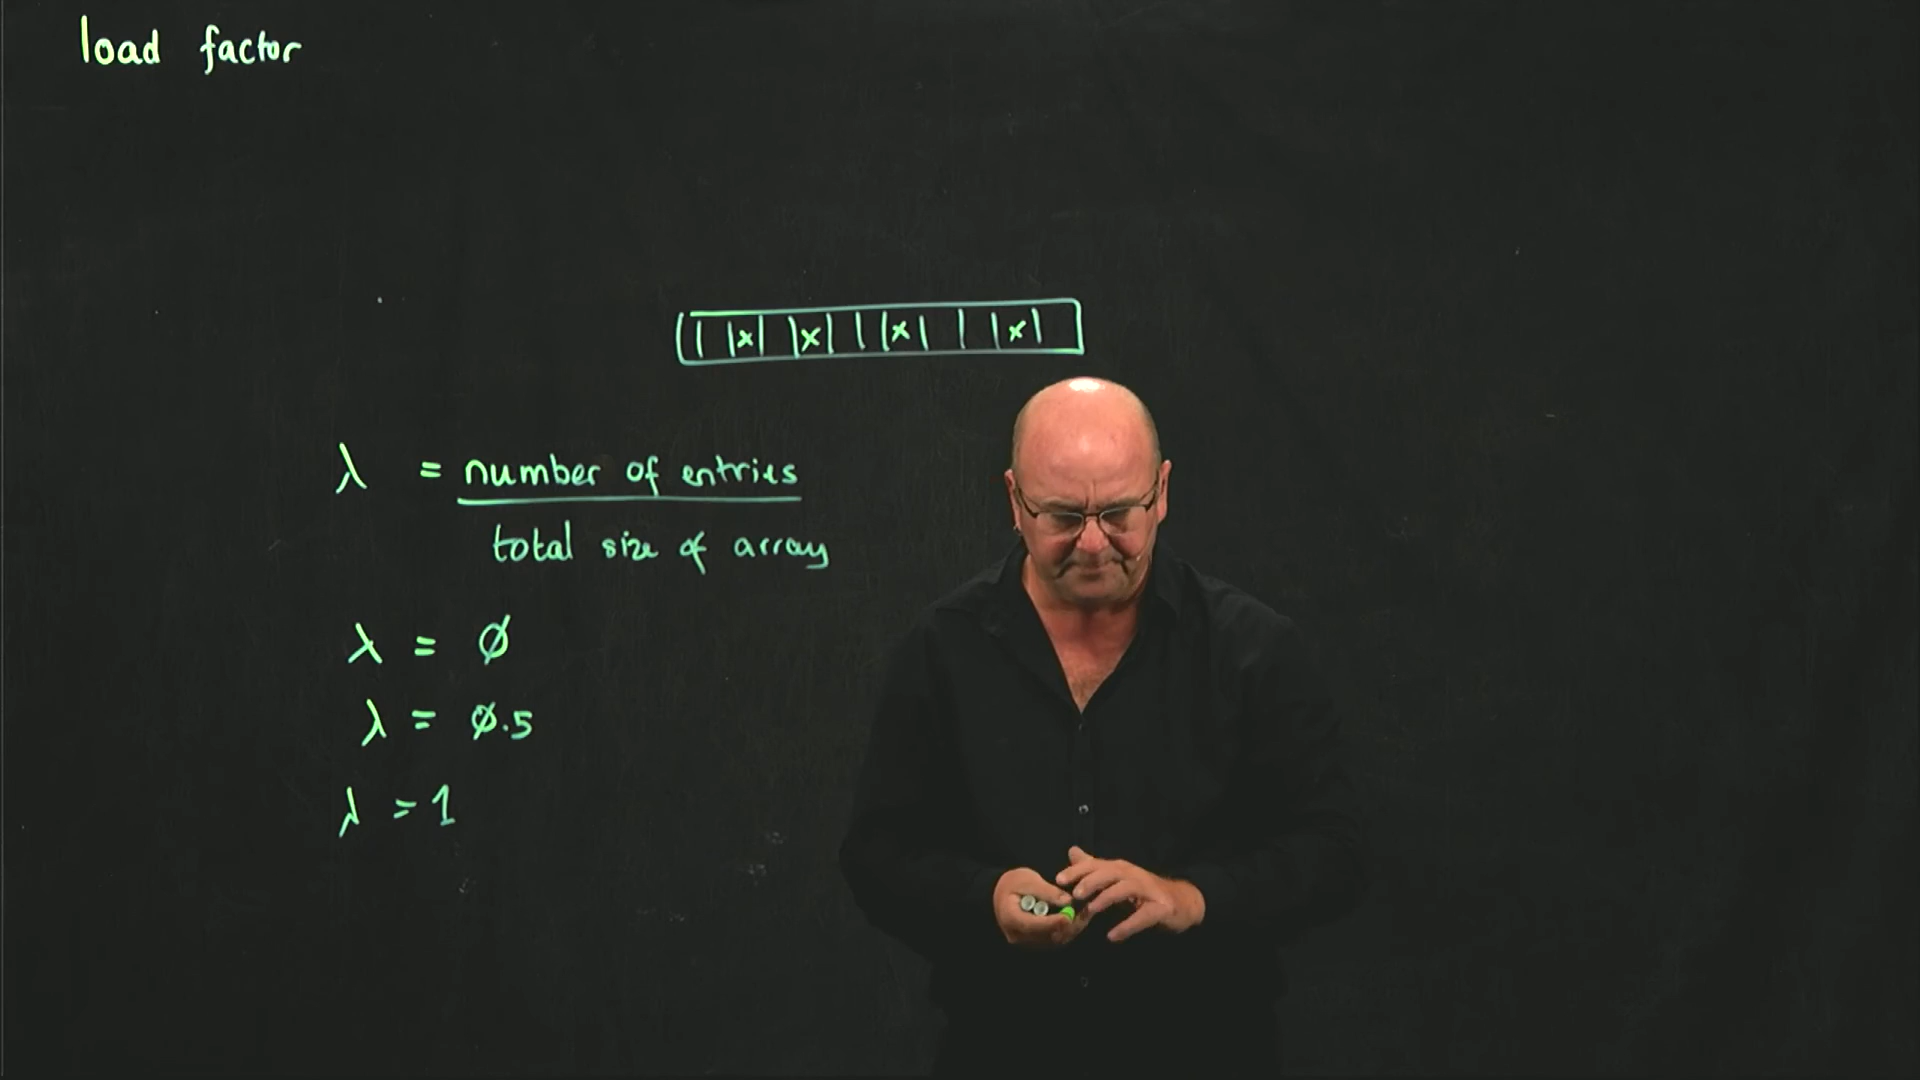 load factor
| |x| |x| | |x| | |x|
λ = number of entries
total size of array
λ = ∅
λ = ∅.5
λ = 1